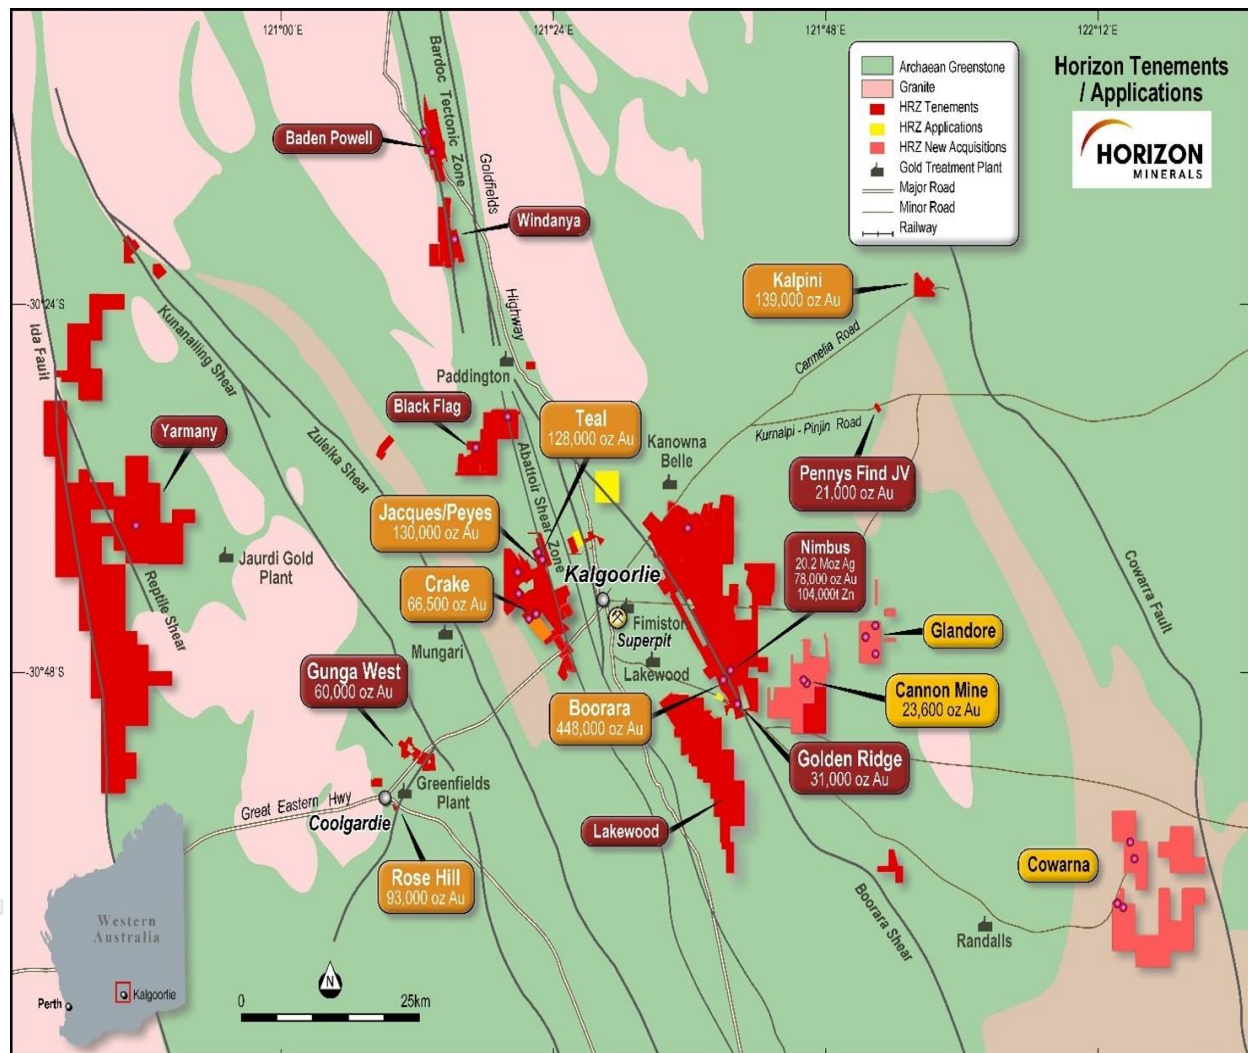 121°00'E
121°24'E
121°48'E
122°12'E
Horizon Tenements
/ Applications
HORIZON
MINERALS
Archaean Greenstone
Granite
HRZ Tenements
HRZ Applications
HRZ New Acquisitions
Gold Treatment Plant
Major Road
Minor Road
Railway
Bardoc Tectonic Zone
Goldfields
Highway
Baden Powell
Windanya
Kalpini
139,000 oz Au
-30°24'S
Ida Fault
Kunanalling Shear
Carmelia Road
Paddington
Black Flag
Teal
128,000 oz Au
Kurnalpi - Pinjin Road
Yarmany
Zuleika Shear
Abattoir Shear Zone
Kanowna
Belle
Pennys Find JV
21,000 oz Au
Jacques/Peyes
130,000 oz Au
Nimbus
20.2 Moz Ag
78,000 oz Au
104,000t Zn
Jaurdi Gold
Plant
Crake
66,500 oz Au
Kalgoorlie
Fimiston
Superpit
Glandore
Cowarra Fault
Reptile Shear
Mungari
Lakewood
-30°48'S
Gunga West
60,000 oz Au
Boorara
448,000 oz Au
Cannon Mine
23,600 oz Au
Golden Ridge
31,000 oz Au
Greenfields
Plant
Great Eastern Hwy
Coolgardie
Lakewood
Rose Hill
93,000 oz Au
Cowarna
Boorara Shear
Randalls
Western
Australia
Perth
Kalgoorlie
N
0
25km